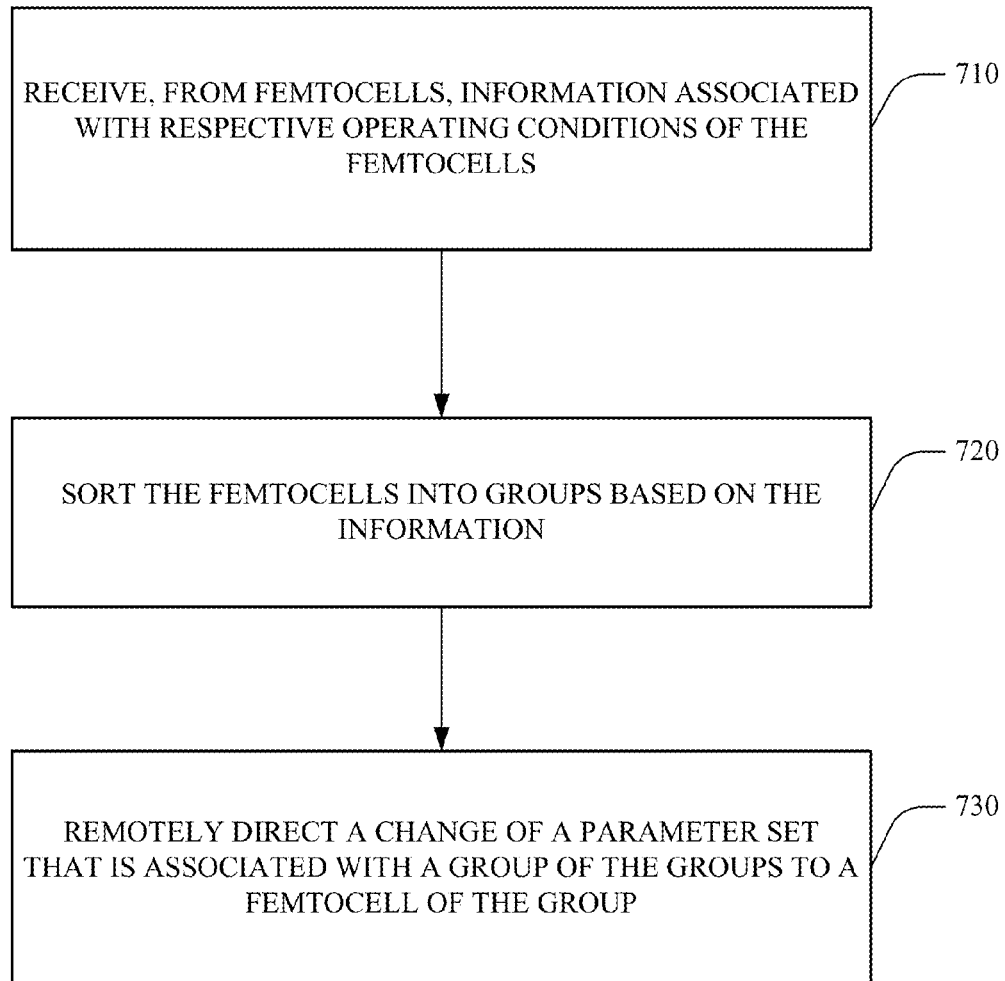 RECEIVE, FROM FEMTOCELLS, INFORMATION ASSOCIATED
WITH RESPECTIVE OPERATING CONDITIONS OF THE
FEMTOCELLS
710
SORT THE FEMTOCELLS INTO GROUPS BASED ON THE
INFORMATION
720
REMOTELY DIRECT A CHANGE OF A PARAMETER SET
THAT IS ASSOCIATED WITH A GROUP OF THE GROUPS TO A
FEMTOCELL OF THE GROUP
730